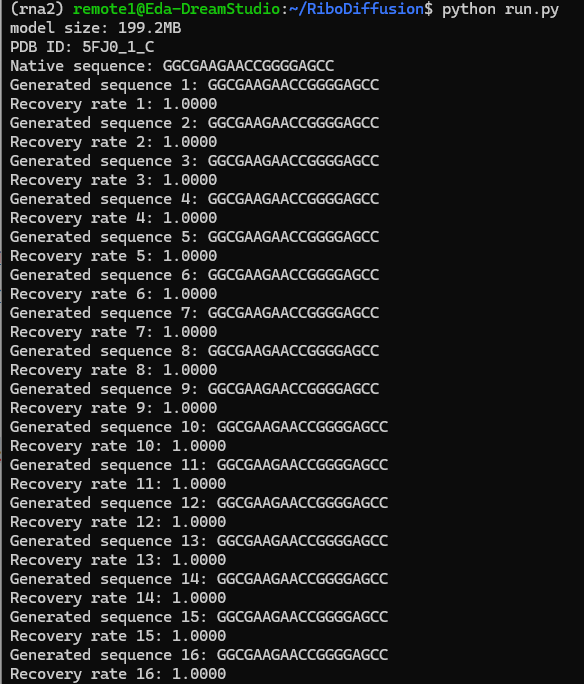 (rna2) remote1@Eda-DreamStudio:~/RiboDiffusion$ python run.py
model size: 199.2MB
PDB ID: 5FJ0_1_C
Native sequence: GGCGAAGAACCGGGGAGCC
Generated sequence 1: GGCGAAGAACCGGGGAGCC
Recovery rate 1: 1.0000
Generated sequence 2: GGCGAAGAACCGGGGAGCC
Recovery rate 2: 1.0000
Generated sequence 3: GGCGAAGAACCGGGGAGCC
Recovery rate 3: 1.0000
Generated sequence 4: GGCGAAGAACCGGGGAGCC
Recovery rate 4: 1.0000
Generated sequence 5: GGCGAAGAACCGGGGAGCC
Recovery rate 5: 1.0000
Generated sequence 6: GGCGAAGAACCGGGGAGCC
Recovery rate 6: 1.0000
Generated sequence 7: GGCGAAGAACCGGGGAGCC
Recovery rate 7: 1.0000
Generated sequence 8: GGCGAAGAACCGGGGAGCC
Recovery rate 8: 1.0000
Generated sequence 9: GGCGAAGAACCGGGGAGCC
Recovery rate 9: 1.0000
Generated sequence 10: GGCGAAGAACCGGGGAGCC
Recovery rate 10: 1.0000
Generated sequence 11: GGCGAAGAACCGGGGAGCC
Recovery rate 11: 1.0000
Generated sequence 12: GGCGAAGAACCGGGGAGCC
Recovery rate 12: 1.0000
Generated sequence 13: GGCGAAGAACCGGGGAGCC
Recovery rate 13: 1.0000
Generated sequence 14: GGCGAAGAACCGGGGAGCC
Recovery rate 14: 1.0000
Generated sequence 15: GGCGAAGAACCGGGGAGCC
Recovery rate 15: 1.0000
Generated sequence 16: GGCGAAGAACCGGGGAGCC
Recovery rate 16: 1.0000